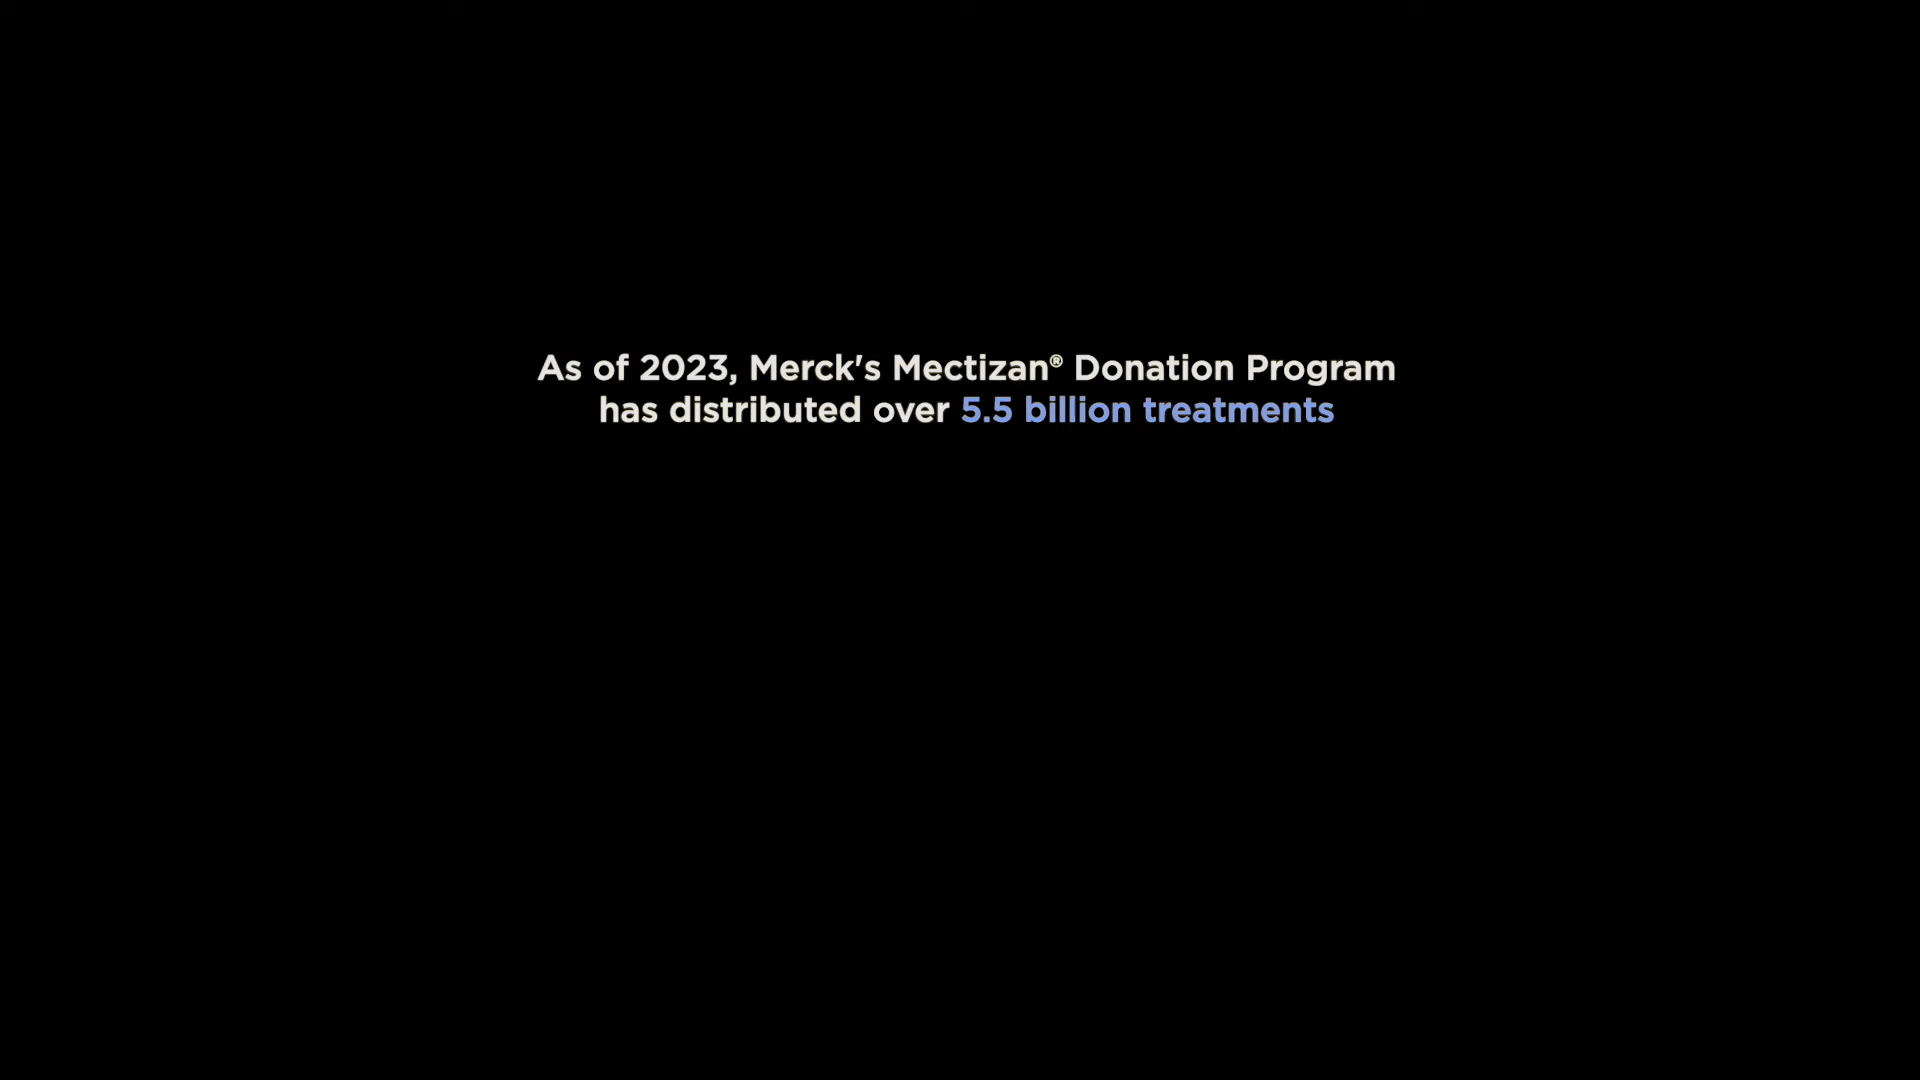 As of 2023, Merck's Mectizan® Donation Program
has distributed over 5.5 billion treatments